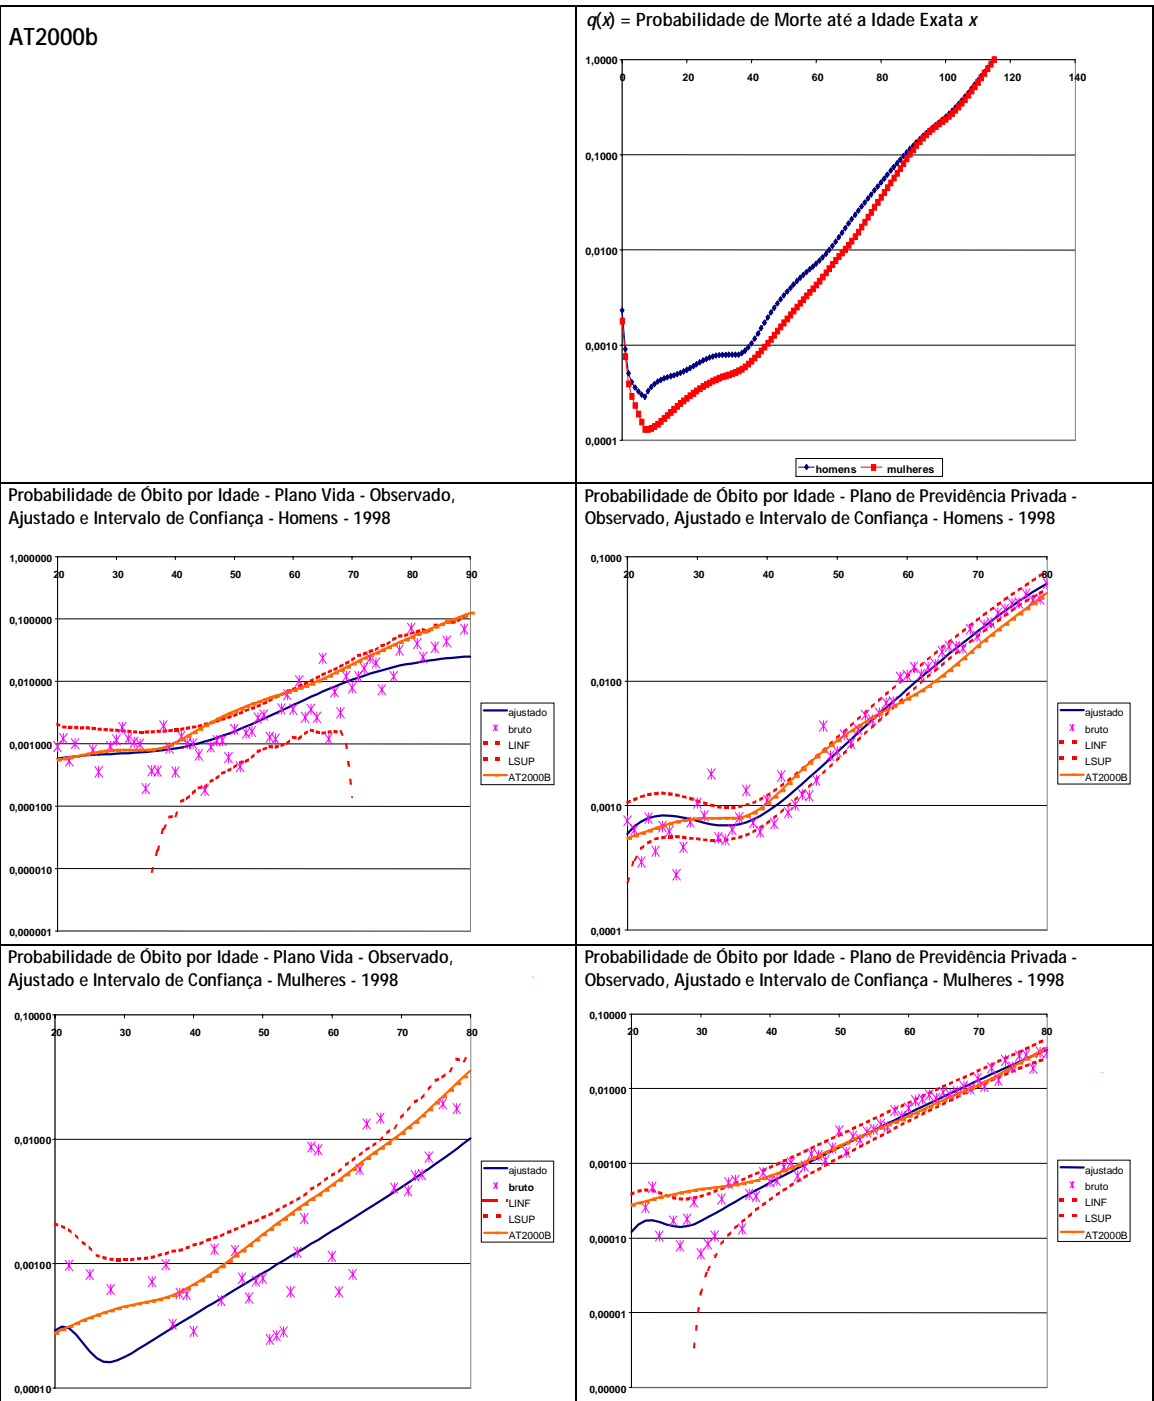 AT2000b
q(x) = Probabilidade de Morte até a Idade Exata x
1,0000
0,1000
0,0100
0,0010
0,0001
0 20 40 60 80 100 120 140
homens mulheres
Probabilidade de Óbito por Idade - Plano Vida - Observado,
Ajustado e Intervalo de Confiança - Homens - 1998
1,000000
0,100000
0,010000
0,001000
0,000100
0,000010
0,000001
20 30 40 50 60 70 80 90
ajustado
bruto
LINF
LSUP
AT2000B
Probabilidade de Óbito por Idade - Plano de Previdência Privada -
Observado, Ajustado e Intervalo de Confiança - Homens - 1998
0,1000
0,0100
0,0010
0,0001
20 30 40 50 60 70 80
ajustado
bruto
LINF
LSUP
AT2000B
Probabilidade de Óbito por Idade - Plano Vida - Observado,
Ajustado e Intervalo de Confiança - Mulheres - 1998
0,10000
0,01000
0,00100
0,00010
20 30 40 50 60 70 80
ajustado
bruto
LINF
LSUP
AT2000B
Probabilidade de Óbito por Idade - Plano de Previdência Privada -
Observado, Ajustado e Intervalo de Confiança - Mulheres - 1998
0,10000
0,01000
0,00100
0,00010
0,00001
0,00000
20 30 40 50 60 70 80
ajustado
bruto
LINF
LSUP
AT2000B